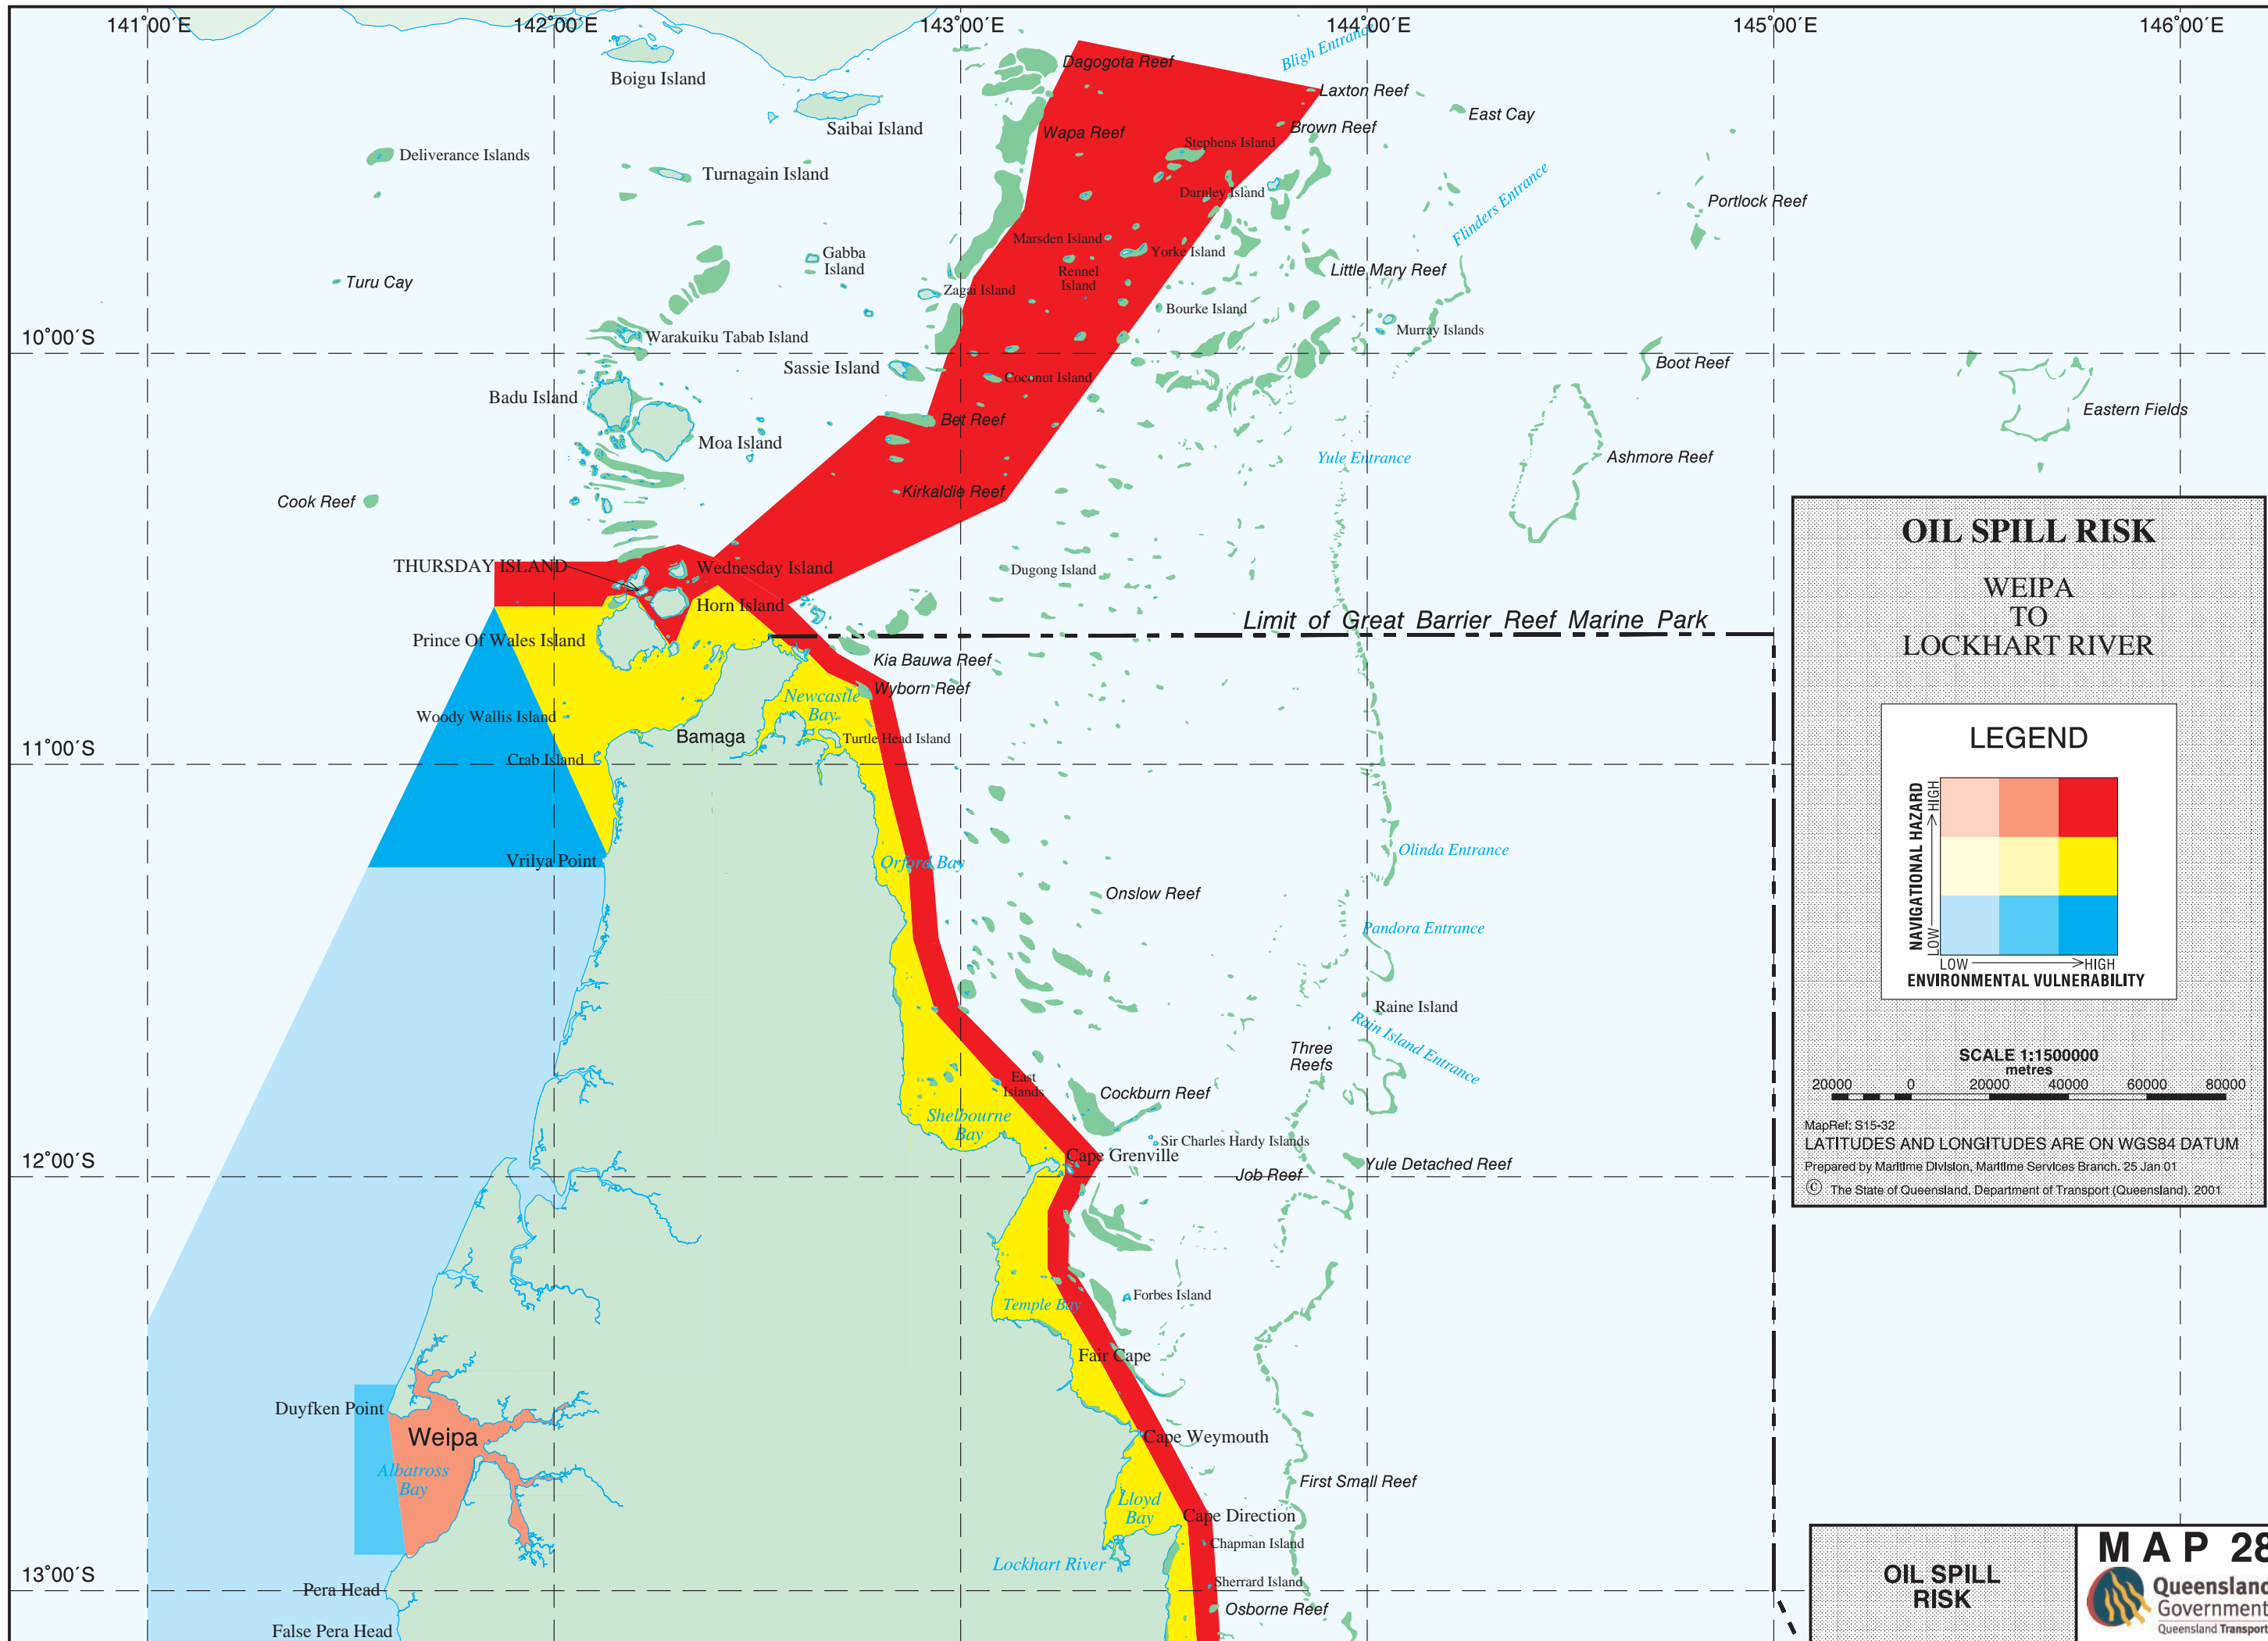 141°00´E
142°00´E
143°00´E
144°00´E
145°00´E
146°00´E
Bligh Entrance
Boigu Island
Dagogota Reef
Laxton Reef
East Cay
Saibai Island
Wapa Reef
Brown Reef
Stephens Island
Deliverance Islands
Turnagain Island
Darnley Island
Portlock Reef
Flinders Entrance
Marsden Island
Gabba
Island
Yorke Island
Rennel
Island
Little Mary Reef
Turu Cay
Zagai Island
Bourke Island
Murray Islands
10°00´S
Warakuiku Tabab Island
Sassie Island
Coconut Island
Boot Reef
Badu Island
Eastern Fields
Bet Reef
Moa Island
Yule Entrance
Ashmore Reef
Cook Reef
Kirkaldie Reef
THURSDAY ISLAND
Wednesday Island
Dugong Island
Horn Island
Limit of Great Barrier Reef Marine Park
Prince Of Wales Island
Kia Bauwa Reef
Wyborn Reef
Newcastle
Bay
Woody Wallis Island
Bamaga
Turtle Head Island
11°00´S
Crab Island
Vrilya Point
Orford Bay
Olinda Entrance
Onslow Reef
Pandora Entrance
Raine Island
Rain Island Entrance
Three
Reefs
East
Islands
Cockburn Reef
Shelbourne
Bay
Sir Charles Hardy Islands
12°00´S
Cape Grenville
Job Reef
Yule Detached Reef
Temple Bay
Forbes Island
Fair Cape
Duyfken Point
Weipa
Cape Weymouth
Albatross
Bay
First Small Reef
Lloyd
Bay
Cape Direction
Chapman Island
Lockhart River
13°00´S
Pera Head
Sherrard Island
Osborne Reef
False Pera Head
OIL SPILL RISK
WEIPA
TO
LOCKHART RIVER
LEGEND
NAVIGATIONAL HAZARD
LOW HIGH
LOW HIGH
ENVIRONMENTAL VULNERABILITY
SCALE 1:1500000
metres
20000 0 20000 40000 60000 80000
MapRef: S15-32
LATITUDES AND LONGITUDES ARE ON WGS84 DATUM
Prepared by Maritime Division, Maritime Services Branch. 25 Jan 01
© The State of Queensland, Department of Transport (Queensland). 2001
OIL SPILL
RISK
MAP 28
Queensland
Government
Queensland Transport